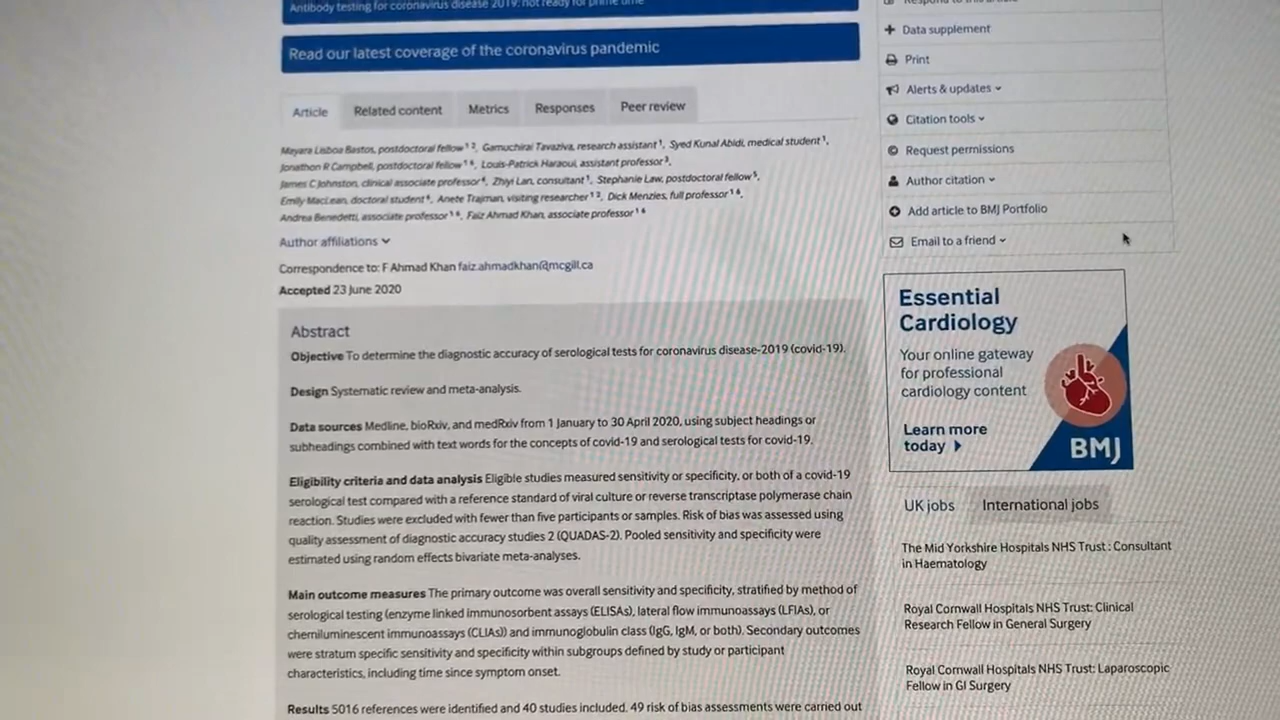 Antibody testing for coronavirus disease 2019: not ready for prime time
Read our latest coverage of the coronavirus pandemic
Article
Related content
Metrics
Responses
Peer review
Mayara Lisboa Bastos, postdoctoral fellow 1 2, Gamuchirai Tavaziva, research assistant 1, Syed Kunal Abidi, medical student 1,
Jonathon R Campbell, postdoctoral fellow 1 6, Louis-Patrick Haraoui, assistant professor 3,
James C Johnston, clinical associate professor 4, Zhiyi Lan, consultant 1, Stephanie Law, postdoctoral fellow 5,
Emily MacLean, doctoral student 6, Anete Trajman, visiting researcher 1 2, Dick Menzies, full professor 1 6,
Andrea Benedetti, associate professor 1 6, Faiz Ahmad Khan, associate professor 1 6
Author affiliations
Correspondence to: F Ahmad Khan faiz.ahmadkhan@mcgill.ca
Accepted 23 June 2020
Abstract
Objective To determine the diagnostic accuracy of serological tests for coronavirus disease-2019 (covid-19).
Design Systematic review and meta-analysis.
Data sources Medline, bioRxiv, and medRxiv from 1 January to 30 April 2020, using subject headings or
subheadings combined with text words for the concepts of covid-19 and serological tests for covid-19.
Eligibility criteria and data analysis Eligible studies measured sensitivity or specificity, or both of a covid-19
serological test compared with a reference standard of viral culture or reverse transcriptase polymerase chain
reaction. Studies were excluded with fewer than five participants or samples. Risk of bias was assessed using
quality assessment of diagnostic accuracy studies 2 (QUADAS-2). Pooled sensitivity and specificity were
estimated using random effects bivariate meta-analyses.
Main outcome measures The primary outcome was overall sensitivity and specificity, stratified by method of
serological testing (enzyme linked immunosorbent assays (ELISAs), lateral flow immunoassays (LFIAs), or
chemiluminescent immunoassays (CLIAs)) and immunoglobulin class (IgG, IgM, or both). Secondary outcomes
were stratum specific sensitivity and specificity within subgroups defined by study or participant
characteristics, including time since symptom onset.
Results 5016 references were identified and 40 studies included. 49 risk of bias assessments were carried out
Respond to this article
Data supplement
Print
Alerts & updates
Citation tools
Request permissions
Author citation
Add article to BMJ Portfolio
Email to a friend
Essential
Cardiology
Your online gateway
for professional
cardiology content
Learn more
today
BMJ
UK jobs
International jobs
The Mid Yorkshire Hospitals NHS Trust : Consultant
in Haematology
Royal Cornwall Hospitals NHS Trust: Clinical
Research Fellow in General Surgery
Royal Cornwall Hospitals NHS Trust: Laparoscopic
Fellow in GI Surgery